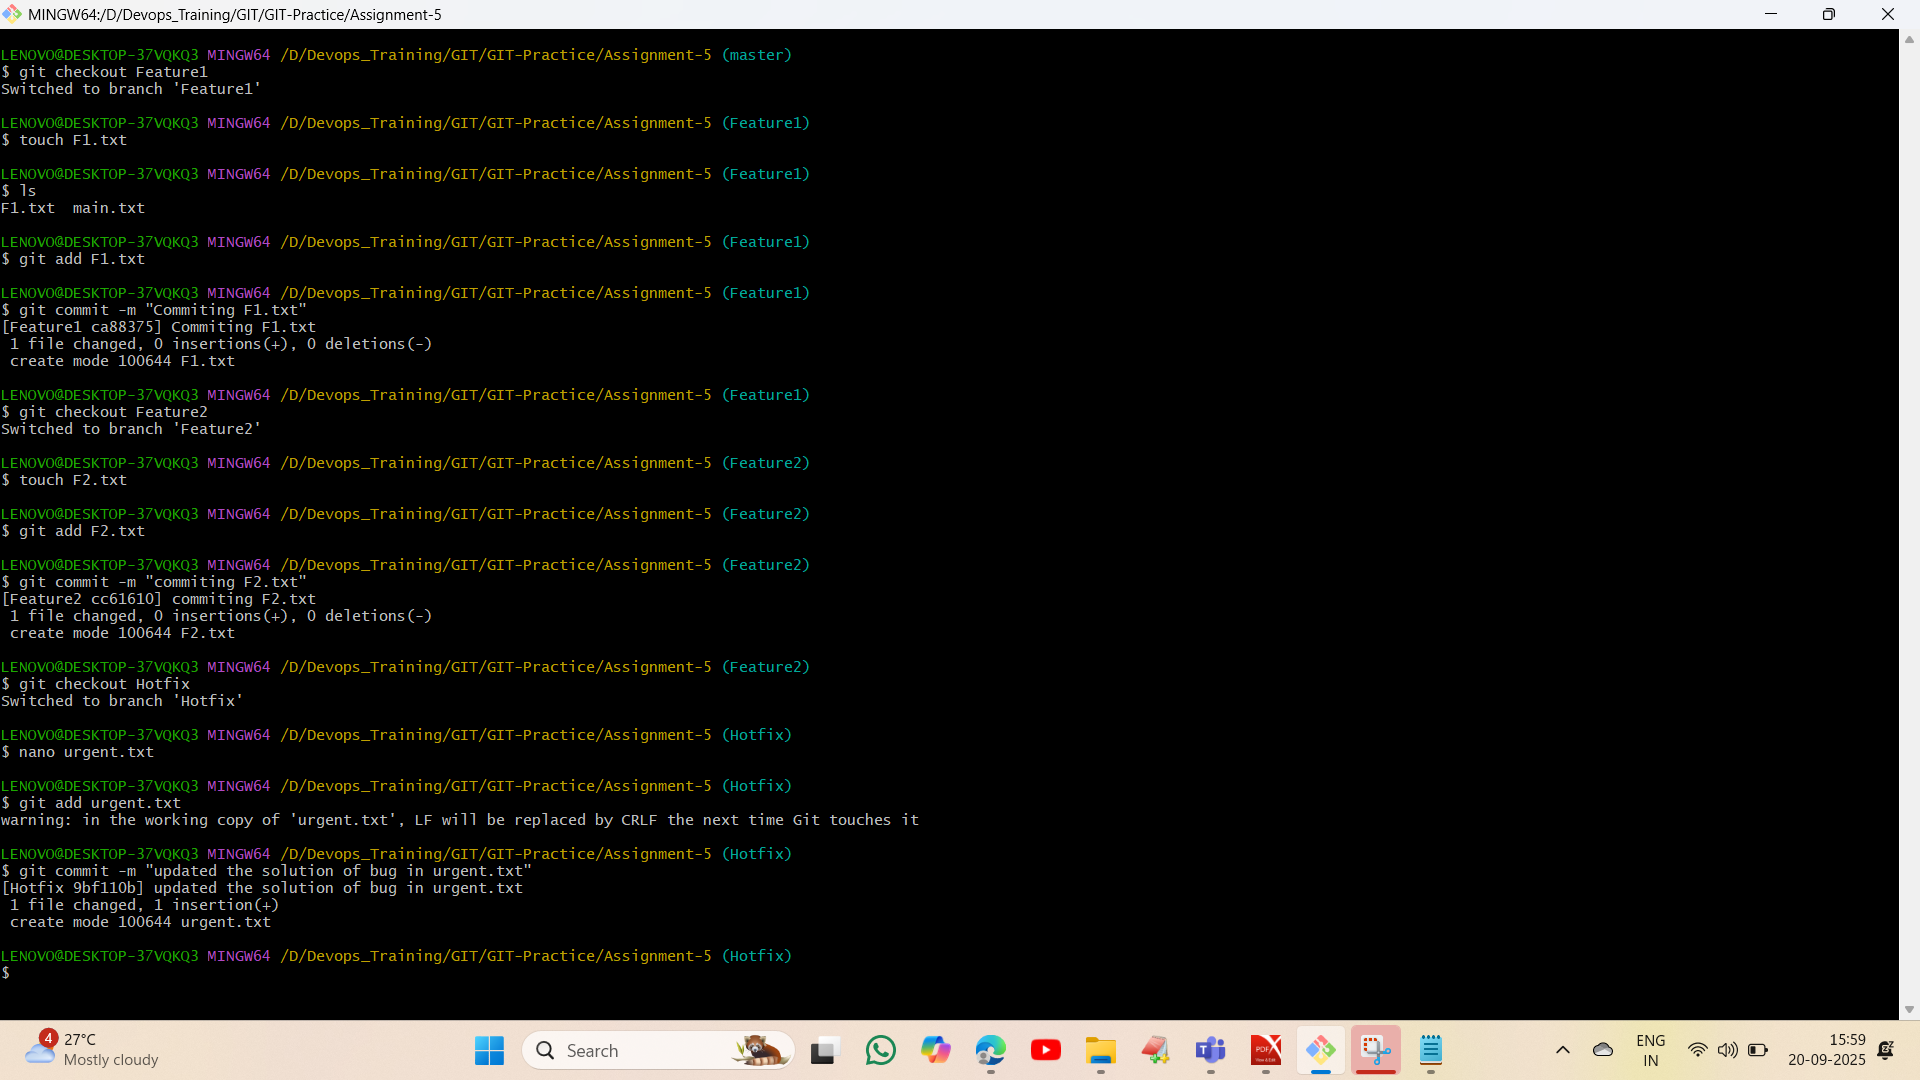 MINGW64:/D/Devops_Training/GIT/GIT-Practice/Assignment-5
LENOVO@DESKTOP-37VQKQ3 MINGW64 /D/Devops_Training/GIT/GIT-Practice/Assignment-5 (master)
$ git checkout Feature1
Switched to branch 'Feature1'
LENOVO@DESKTOP-37VQKQ3 MINGW64 /D/Devops_Training/GIT/GIT-Practice/Assignment-5 (Feature1)
$ touch F1.txt
LENOVO@DESKTOP-37VQKQ3 MINGW64 /D/Devops_Training/GIT/GIT-Practice/Assignment-5 (Feature1)
$ ls
F1.txt  main.txt
LENOVO@DESKTOP-37VQKQ3 MINGW64 /D/Devops_Training/GIT/GIT-Practice/Assignment-5 (Feature1)
$ git add F1.txt
LENOVO@DESKTOP-37VQKQ3 MINGW64 /D/Devops_Training/GIT/GIT-Practice/Assignment-5 (Feature1)
$ git commit -m "Commiting F1.txt"
[Feature1 ca88375] Commiting F1.txt
 1 file changed, 0 insertions(+), 0 deletions(-)
 create mode 100644 F1.txt
LENOVO@DESKTOP-37VQKQ3 MINGW64 /D/Devops_Training/GIT/GIT-Practice/Assignment-5 (Feature1)
$ git checkout Feature2
Switched to branch 'Feature2'
LENOVO@DESKTOP-37VQKQ3 MINGW64 /D/Devops_Training/GIT/GIT-Practice/Assignment-5 (Feature2)
$ touch F2.txt
LENOVO@DESKTOP-37VQKQ3 MINGW64 /D/Devops_Training/GIT/GIT-Practice/Assignment-5 (Feature2)
$ git add F2.txt
LENOVO@DESKTOP-37VQKQ3 MINGW64 /D/Devops_Training/GIT/GIT-Practice/Assignment-5 (Feature2)
$ git commit -m "commiting F2.txt"
[Feature2 cc61610] commiting F2.txt
 1 file changed, 0 insertions(+), 0 deletions(-)
 create mode 100644 F2.txt
LENOVO@DESKTOP-37VQKQ3 MINGW64 /D/Devops_Training/GIT/GIT-Practice/Assignment-5 (Feature2)
$ git checkout Hotfix
Switched to branch 'Hotfix'
LENOVO@DESKTOP-37VQKQ3 MINGW64 /D/Devops_Training/GIT/GIT-Practice/Assignment-5 (Hotfix)
$ nano urgent.txt
LENOVO@DESKTOP-37VQKQ3 MINGW64 /D/Devops_Training/GIT/GIT-Practice/Assignment-5 (Hotfix)
$ git add urgent.txt
warning: in the working copy of 'urgent.txt', LF will be replaced by CRLF the next time Git touches it
LENOVO@DESKTOP-37VQKQ3 MINGW64 /D/Devops_Training/GIT/GIT-Practice/Assignment-5 (Hotfix)
$ git commit -m "updated the solution of bug in urgent.txt"
[Hotfix 9bf110b] updated the solution of bug in urgent.txt
 1 file changed, 1 insertion(+)
 create mode 100644 urgent.txt
LENOVO@DESKTOP-37VQKQ3 MINGW64 /D/Devops_Training/GIT/GIT-Practice/Assignment-5 (Hotfix)
$
4
27°C
Mostly cloudy
Search
PDF
ENG
IN
15:59
20-09-2025